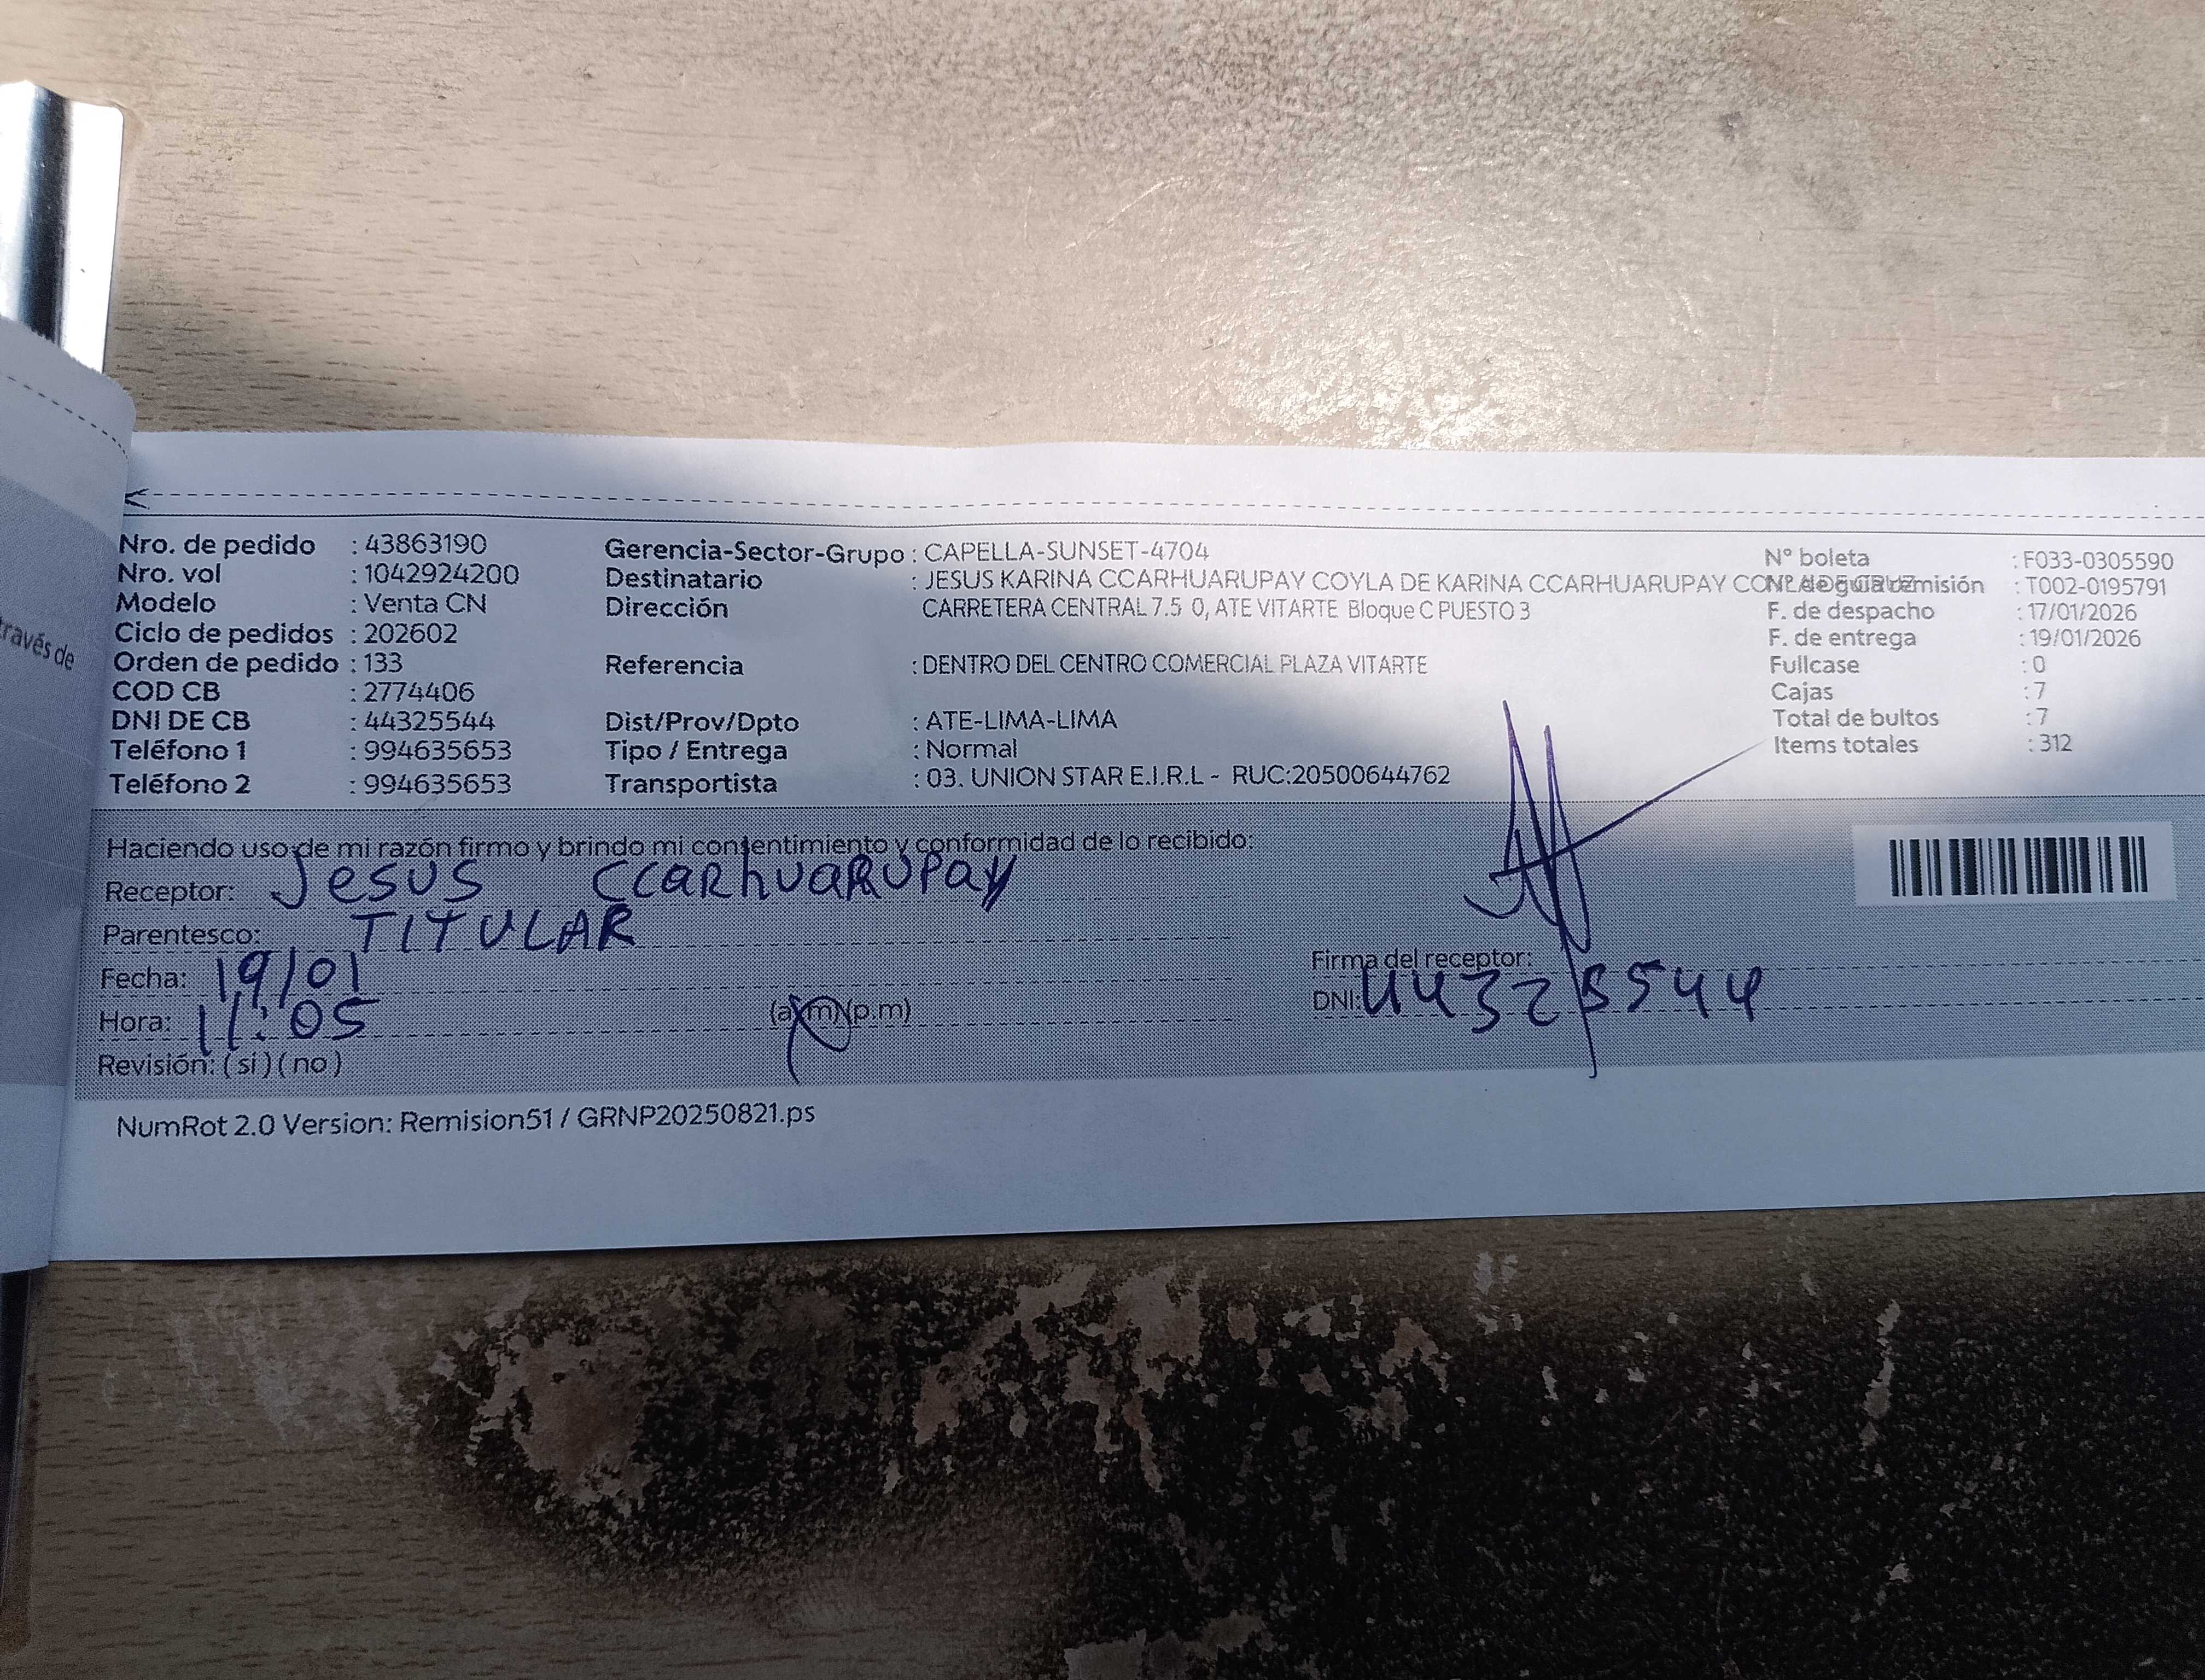 través de
Nro. de pedido : 43863190
Nro. vol : 1042924200
Modelo : Venta CN
Ciclo de pedidos : 202602
Orden de pedido : 133
COD CB : 2774406
DNI DE CB : 44325544
Teléfono 1 : 994635653
Teléfono 2 : 994635653
Gerencia-Sector-Grupo : CAPELLA-SUNSET-4704
Destinatario : JESUS KARINA CCARHUARUPAY COYLA DE KARINA CCARHUARUPAY
Dirección CARRETERA CENTRAL 7.5 0, ATE VITARTE Bloque C PUESTO 3
Referencia : DENTRO DEL CENTRO COMERCIAL PLAZA VITARTE
Dist/Prov/Dpto : ATE-LIMA-LIMA
Tipo / Entrega : Normal
Transportista : 03. UNION STAR E.I.R.L - RUC:20500644762
N° boleta : F033-0305590
N° de guia remisión : T002-0195791
F. de despacho : 17/01/2026
F. de entrega : 19/01/2026
Fullcase : 0
Cajas : 7
Total de bultos : 7
Items totales : 312
Haciendo uso de mi razón firmo y brindo mi consentimiento y conformidad de lo recibido:
Receptor: Jesus CcaRhuaRupay
Parentesco: TITULAR
Fecha: 19/01
Hora: 11:05 (a.m) (p.m)
Revisión: (si) (no)
Firma del receptor:
DNI: 44325544
NumRot 2.0 Version: Remision51 / GRNP20250821.ps